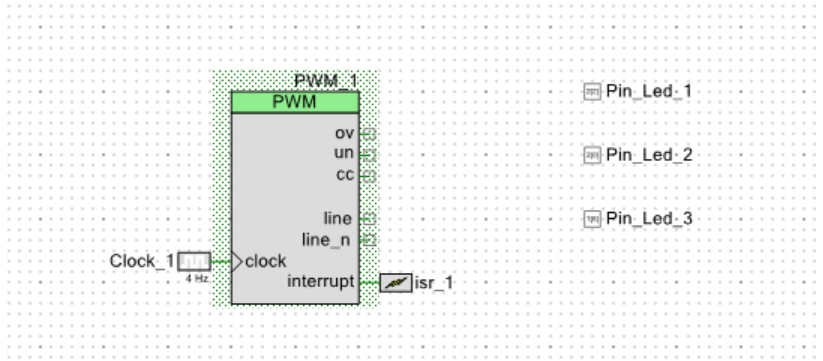 PWM_1
PWM
Pin_Led_1
ov
un
Pin_Led_2
cc
line
Pin_Led_3
line_n
Clock_1
clock
4 Hz
interrupt
isr_1